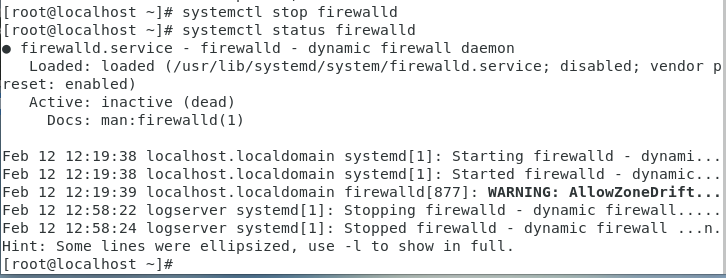 [root@localhost ~]# systemctl stop firewalld
[root@localhost ~]# systemctl status firewalld
● firewalld.service - firewalld - dynamic firewall daemon
   Loaded: loaded (/usr/lib/systemd/system/firewalld.service; disabled; vendor p
reset: enabled)
   Active: inactive (dead)
     Docs: man:firewalld(1)

Feb 12 12:19:38 localhost.localdomain systemd[1]: Starting firewalld - dynami...
Feb 12 12:19:38 localhost.localdomain systemd[1]: Started firewalld - dynamic...
Feb 12 12:19:39 localhost.localdomain firewalld[877]: WARNING: AllowZoneDrift...
Feb 12 12:58:22 logserver systemd[1]: Stopping firewalld - dynamic firewall.....
Feb 12 12:58:24 logserver systemd[1]: Stopped firewalld - dynamic firewall ...n.
Hint: Some lines were ellipsized, use -l to show in full.
[root@localhost ~]#